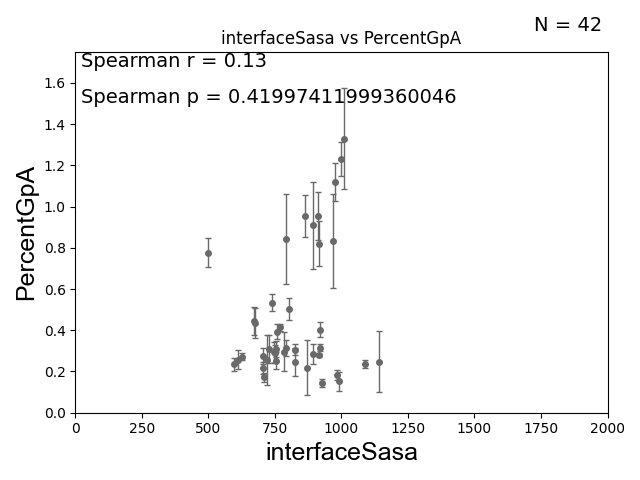 N = 42
interfaceSasa vs PercentGpA
Spearman r = 0.13
Spearman p = 0.41997411999360046
PercentGpA
1.6
1.4
1.2
1.0
0.8
0.6
0.4
0.2
0.0
0 250 500 750 1000 1250 1500 1750 2000
interfaceSasa